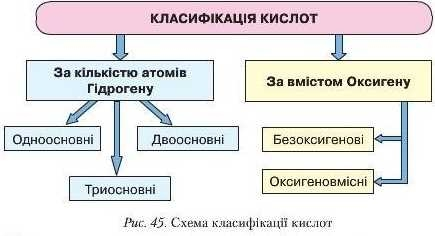 КЛАСИФІКАЦІЯ КИСЛОТ
За кількістю атомів
Гідрогену
За вмістом Оксигену
Одноосновні
Двоосновні
Триосновні
Безоксигенові
Оксигеновмісні
Рис. 45. Схема класифікації кислот